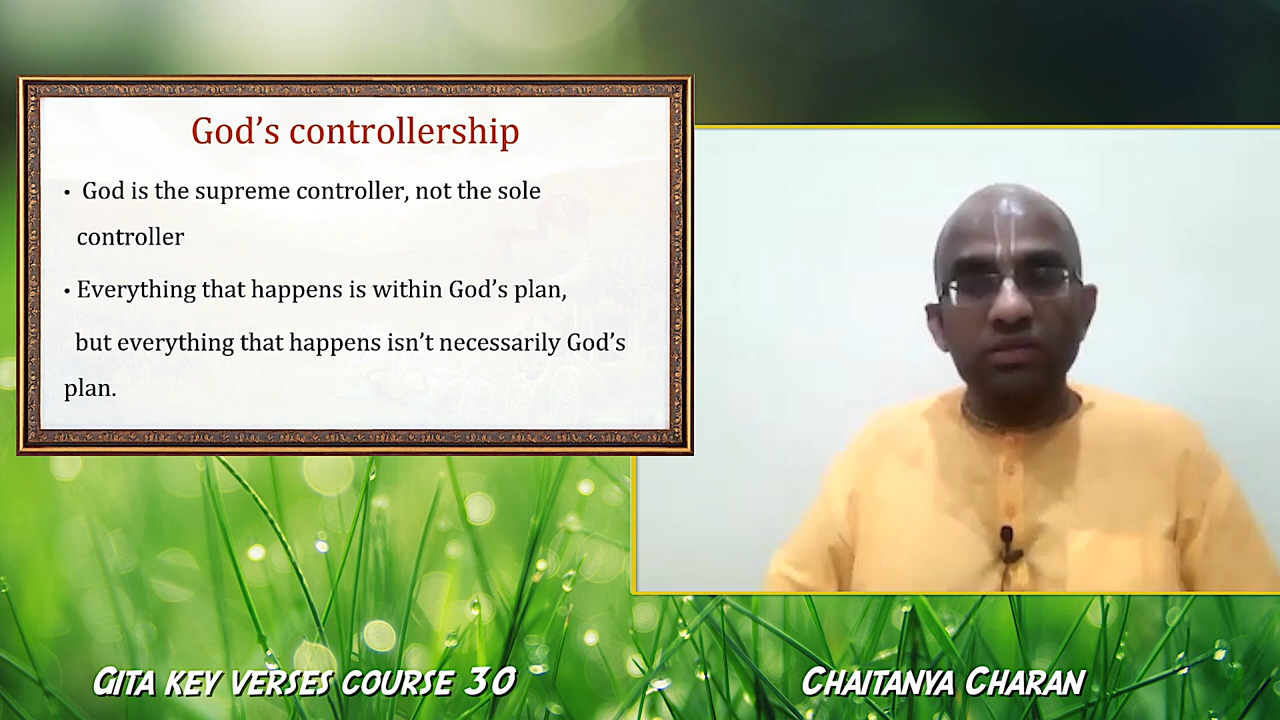 God’s controllership
• God is the supreme controller, not the sole
controller
• Everything that happens is within God’s plan,
but everything that happens isn’t necessarily God’s
plan.
GITA KEY VERSES COURSE 30
CHAITANYA CHARAN